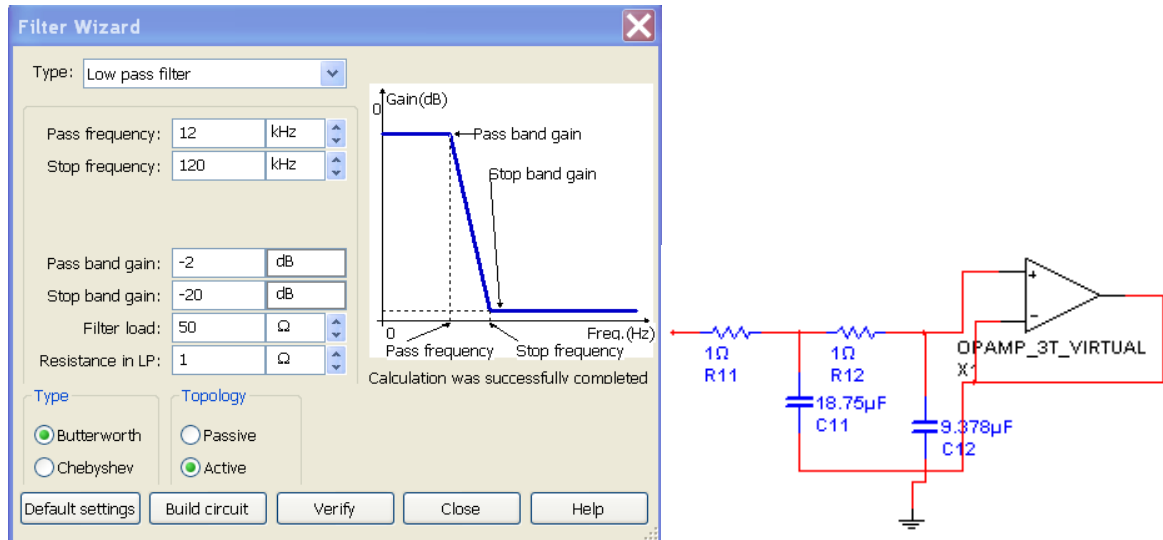 Filter Wizard
Type: Low pass filter
Pass frequency: 12 kHz
Stop frequency: 120 kHz
Pass band gain: -2 dB
Stop band gain: -20 dB
Filter load: 50 Ω
Resistance in LP: 1 Ω
0
Gain(dB)
Pass band gain
Stop band gain
0
Freq.(Hz)
Pass frequency Stop frequency
Calculation was successfully completed
Type
Butterworth
Chebyshev
Topology
Passive
Active
Default settings Build circuit Verify Close Help
1Ω
R11
1Ω
R12
18.75µF
C11
9.378µF
C12
+
−
OPAMP_3T_VIRTUAL
X1